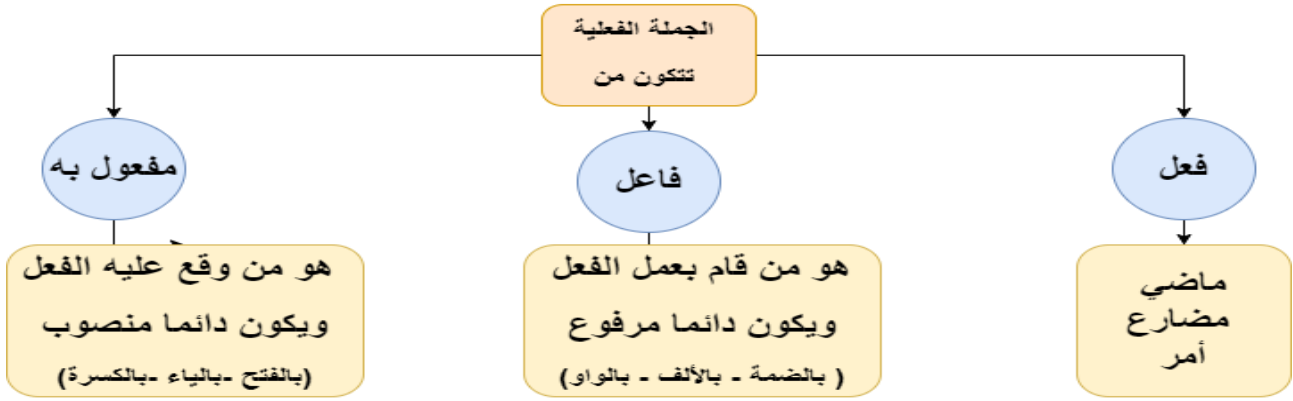 الجملة الفعلية
تتكون من
فعل
فاعل
مفعول به
ماضي
مضارع
أمر
هو من قام بعمل الفعل
ويكون دائما مرفوع
( بالضمة - بالألف - بالواو)
هو من وقع عليه الفعل
ويكون دائما منصوب
(بالفتح -بالياء -بالكسرة)